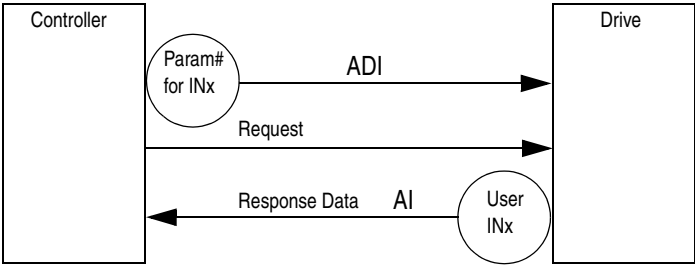 Controller
Drive
Param#
for INx
ADI
Request
Response Data AI
User
INx